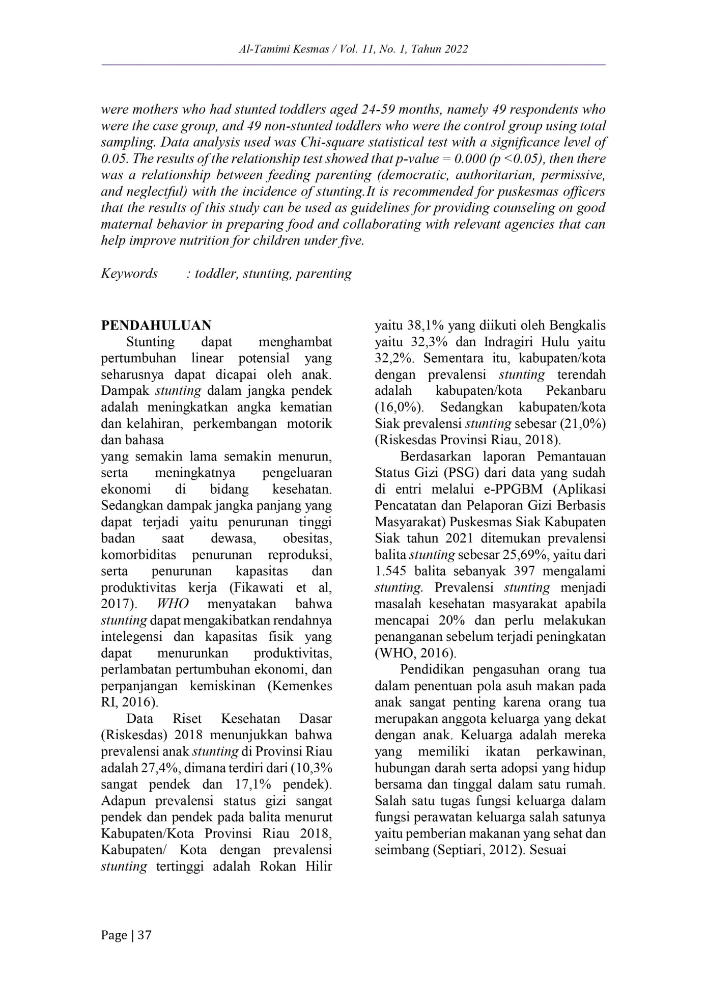 Al-Tamimi Kesmas / Vol. 11, No. 1, Tahun 2022
were mothers who had stunted toddlers aged 24-59 months, namely 49 respondents who
were the case group, and 49 non-stunted toddlers who were the control group using total
sampling. Data analysis used was Chi-square statistical test with a significance level of
0.05. The results of the relationship test showed that p-value = 0.000 (p <0.05), then there
was a relationship between feeding parenting (democratic, authoritarian, permissive,
and neglectful) with the incidence of stunting.It is recommended for puskesmas officers
that the results of this study can be used as guidelines for providing counseling on good
maternal behavior in preparing food and collaborating with relevant agencies that can
help improve nutrition for children under five.
Keywords : toddler, stunting, parenting
PENDAHULUAN
Stunting dapat menghambat
pertumbuhan linear potensial yang
seharusnya dapat dicapai oleh anak.
Dampak stunting dalam jangka pendek
adalah meningkatkan angka kematian
dan kelahiran, perkembangan motorik
dan bahasa
yang semakin lama semakin menurun,
serta meningkatnya pengeluaran
ekonomi di bidang kesehatan.
Sedangkan dampak jangka panjang yang
dapat terjadi yaitu penurunan tinggi
badan saat dewasa, obesitas,
komorbiditas penurunan reproduksi,
serta penurunan kapasitas dan
produktivitas kerja (Fikawati et al,
2017). WHO menyatakan bahwa
stunting dapat mengakibatkan rendahnya
intelegensi dan kapasitas fisik yang
dapat menurunkan produktivitas,
perlambatan pertumbuhan ekonomi, dan
perpanjangan kemiskinan (Kemenkes
RI, 2016).
Data Riset Kesehatan Dasar
(Riskesdas) 2018 menunjukkan bahwa
prevalensi anak stunting di Provinsi Riau
adalah 27,4%, dimana terdiri dari (10,3%
sangat pendek dan 17,1% pendek).
Adapun prevalensi status gizi sangat
pendek dan pendek pada balita menurut
Kabupaten/Kota Provinsi Riau 2018,
Kabupaten/ Kota dengan prevalensi
stunting tertinggi adalah Rokan Hilir
yaitu 38,1% yang diikuti oleh Bengkalis
yaitu 32,3% dan Indragiri Hulu yaitu
32,2%. Sementara itu, kabupaten/kota
dengan prevalensi stunting terendah
adalah kabupaten/kota Pekanbaru
(16,0%). Sedangkan kabupaten/kota
Siak prevalensi stunting sebesar (21,0%)
(Riskesdas Provinsi Riau, 2018).
Berdasarkan laporan Pemantauan
Status Gizi (PSG) dari data yang sudah
di entri melalui e-PPGBM (Aplikasi
Pencatatan dan Pelaporan Gizi Berbasis
Masyarakat) Puskesmas Siak Kabupaten
Siak tahun 2021 ditemukan prevalensi
balita stunting sebesar 25,69%, yaitu dari
1.545 balita sebanyak 397 mengalami
stunting. Prevalensi stunting menjadi
masalah kesehatan masyarakat apabila
mencapai 20% dan perlu melakukan
penanganan sebelum terjadi peningkatan
(WHO, 2016).
Pendidikan pengasuhan orang tua
dalam penentuan pola asuh makan pada
anak sangat penting karena orang tua
merupakan anggota keluarga yang dekat
dengan anak. Keluarga adalah mereka
yang memiliki ikatan perkawinan,
hubungan darah serta adopsi yang hidup
bersama dan tinggal dalam satu rumah.
Salah satu tugas fungsi keluarga dalam
fungsi perawatan keluarga salah satunya
yaitu pemberian makanan yang sehat dan
seimbang (Septiari, 2012). Sesuai
Page | 37